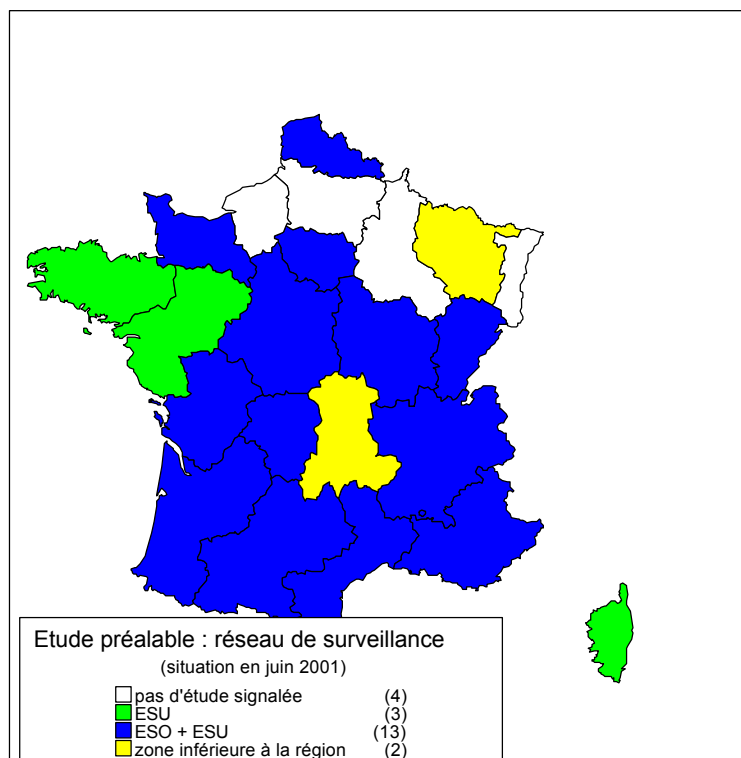 Etude préalable : réseau de surveillance
(situation en juin 2001)
pas d'étude signalée (4)
ESU (3)
ESO + ESU (13)
zone inférieure à la région (2)